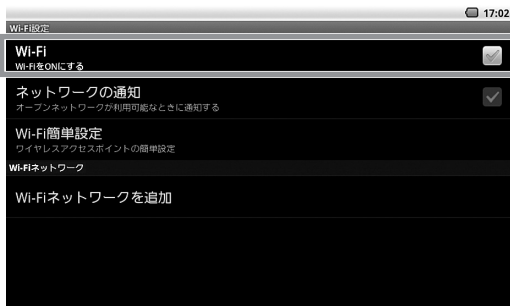 17:02
Wi-Fi設定
Wi-Fi
Wi-FiをONにする
ネットワークの通知
オープンネットワークが利用可能なときに通知する
Wi-Fi簡単設定
ワイヤレスアクセスポイントの簡単設定
Wi-Fiネットワーク
Wi-Fiネットワークを追加